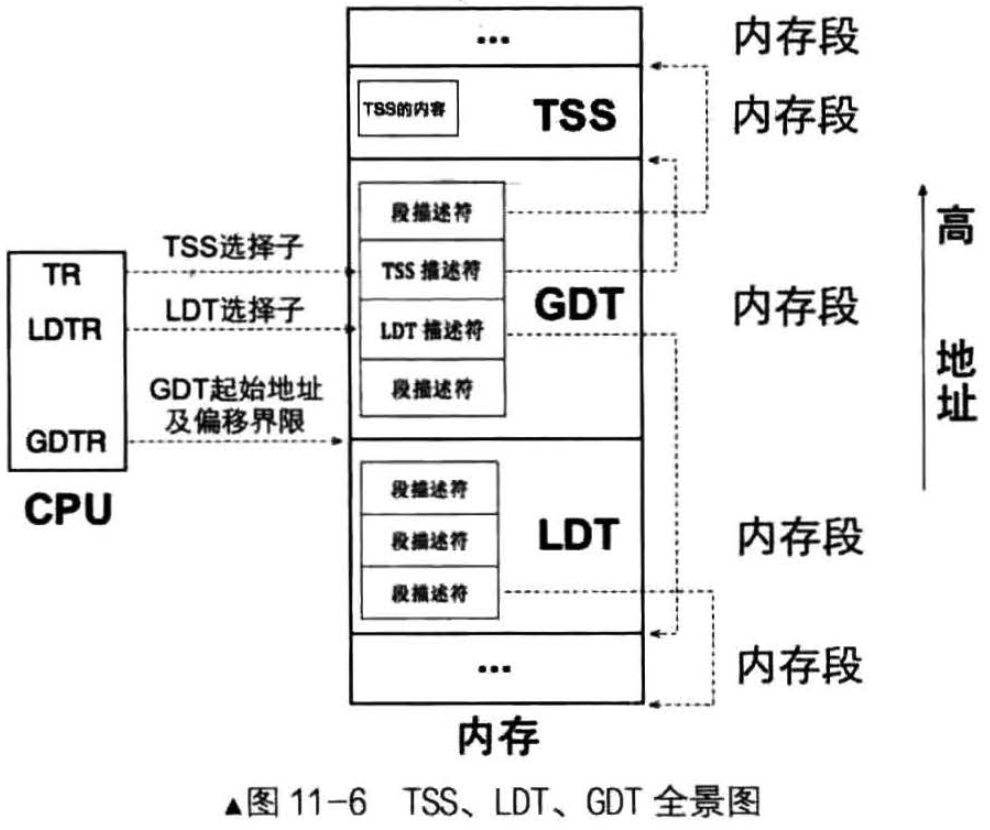 ...
内存段
TSS的内容
TSS
内存段
段描述符
TSS选择子
TR
TSS 描述符
高
LDT选择子
LDTR
LDT 描述符
GDT
内存段
地
址
GDT起始地址
及偏移界限
段描述符
GDTR
CPU
段描述符
段描述符
LDT
内存段
段描述符
...
内存段
内存
▲图 11-6 TSS、LDT、GDT 全景图